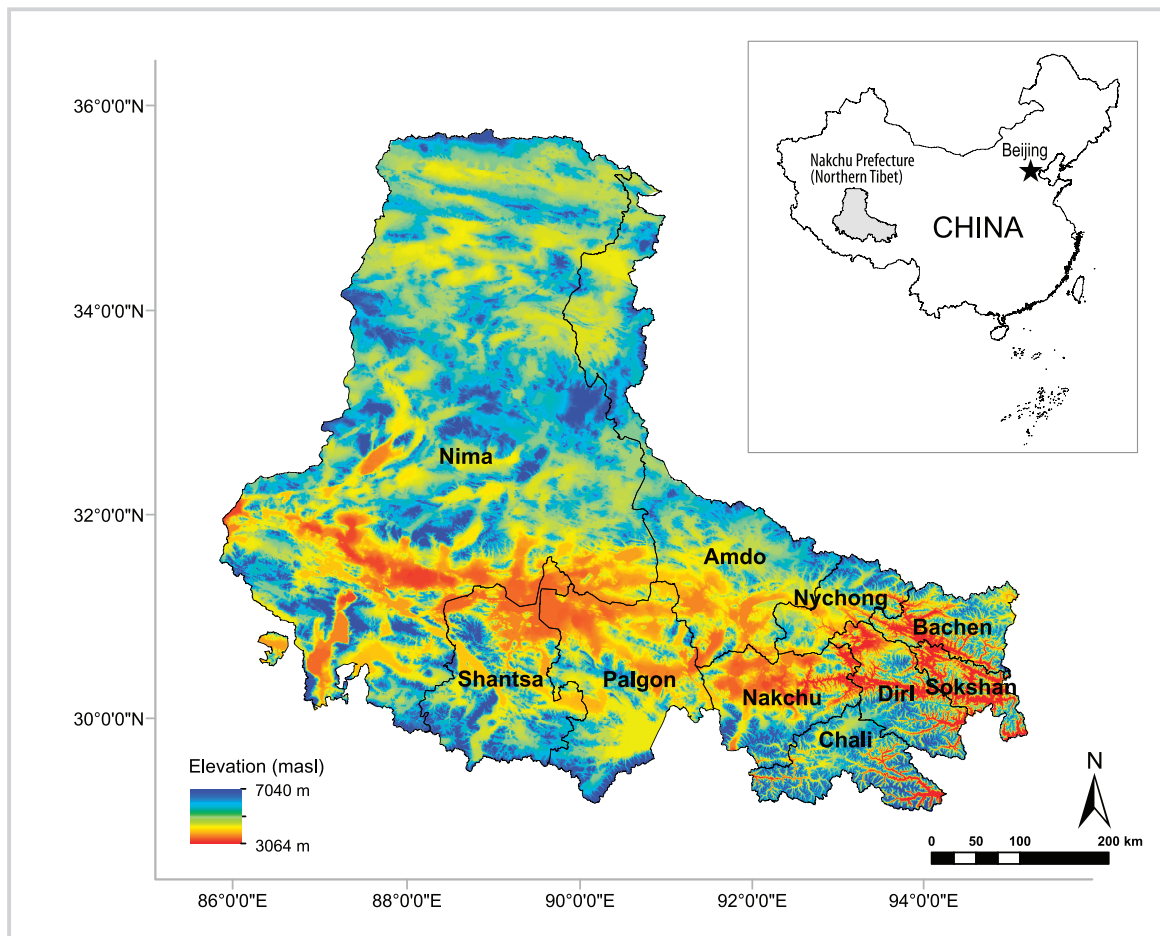 36°0'0"N
34°0'0"N
32°0'0"N
30°0'0"N
Nakchu Prefecture
(Northern Tibet)
Beijing
CHINA
Nima
Amdo
Nychong
Bachen
Shantsa
Palgon
Nakchu
Dirl
Sokshan
Chali
Elevation (masl)
7040 m
3064 m
N
0 50 100 200 km
86°0'0"E 88°0'0"E 90°0'0"E 92°0'0"E 94°0'0"E